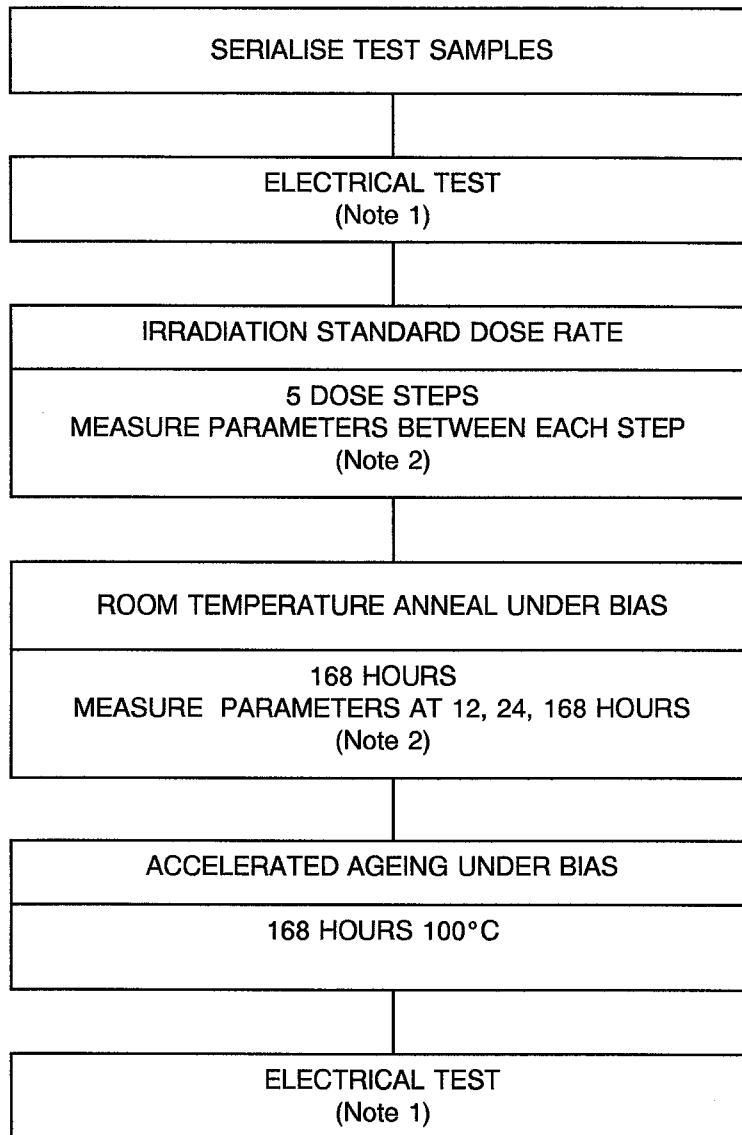 SERIALISE TEST SAMPLES
ELECTRICAL TEST
(Note 1)
IRRADIATION STANDARD DOSE RATE
5 DOSE STEPS
MEASURE PARAMETERS BETWEEN EACH STEP
(Note 2)
ROOM TEMPERATURE ANNEAL UNDER BIAS
168 HOURS
MEASURE PARAMETERS AT 12, 24, 168 HOURS
(Note 2)
ACCELERATED AGEING UNDER BIAS
168 HOURS 100°C
ELECTRICAL TEST
(Note 1)